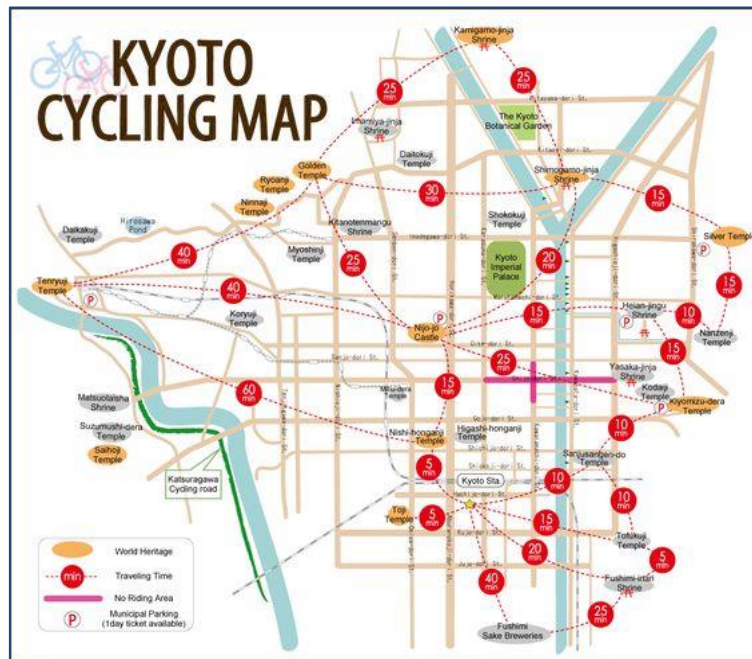 KYOTO
CYCLING MAP
Kamigamo-jinja
Shrine
25
min
25
min
Imamiya-jinja
Shrine
The Kyoto
Botanical Garden
Daitokuji
Temple
Golden
Temple
Ryoanji
Temple
Ninnaji
Temple
Shimogamo-jinja
Shrine
30
min
15
min
Daikakuji
Temple
Hirosawa
Pond
Kitanotenmangu
Shrine
Shokokuji
Temple
Silver Temple
P
40
min
Myoshinji
Temple
25
min
Kyoto
Imperial
Palace
20
min
Tenryuji
Temple
P
40
min
15
min
Koryuji
Temple
P
Nijo-jo
Castle
15
min
Heian-jingu
Shrine
P
10
min
Nanzenji
Temple
25
min
15
min
Yasaka-jinja
Shrine
Kodaiji
Temple
P
Kiyomizu-dera
Temple
Matsuolaisha
Shrine
60
min
15
min
Suzumushi-dera
Temple
Saihoji
Temple
Nishi-honganji
Temple
Higashi-honganji
Temple
10
min
Sanjusangen-do
Temple
Katsuragawa
Cycling road
5
min
Kyoto Sta.
10
min
10
min
Toji
Temple
5
min
15
min
Tofukuji
Temple
20
min
5
min
Fushimi-inari
Shrine
40
min
25
min
Fushimi
Sake Breweries
World Heritage
min
Traveling Time
No Riding Area
P
Municipal Parking
(1day ticket available)